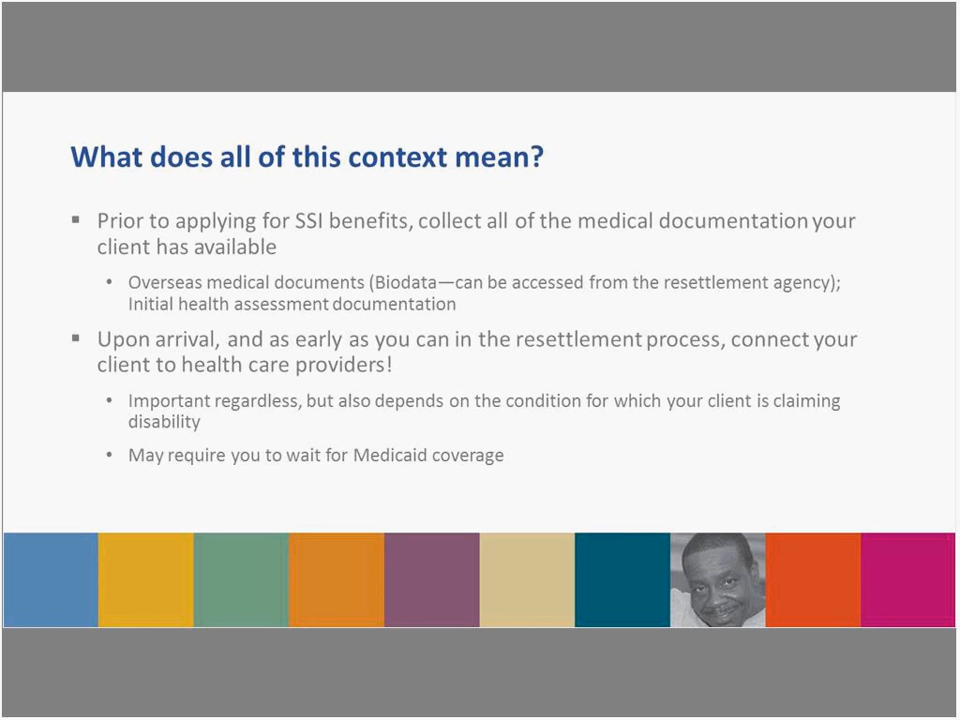 What does all of this context mean?
▪ Prior to applying for SSI benefits, collect all of the medical documentation your
client has available
• Overseas medical documents (Biodata—can be accessed from the resettlement agency);
Initial health assessment documentation
▪ Upon arrival, and as early as you can in the resettlement process, connect your
client to health care providers!
• Important regardless, but also depends on the condition for which your client is claiming
disability
• May require you to wait for Medicaid coverage